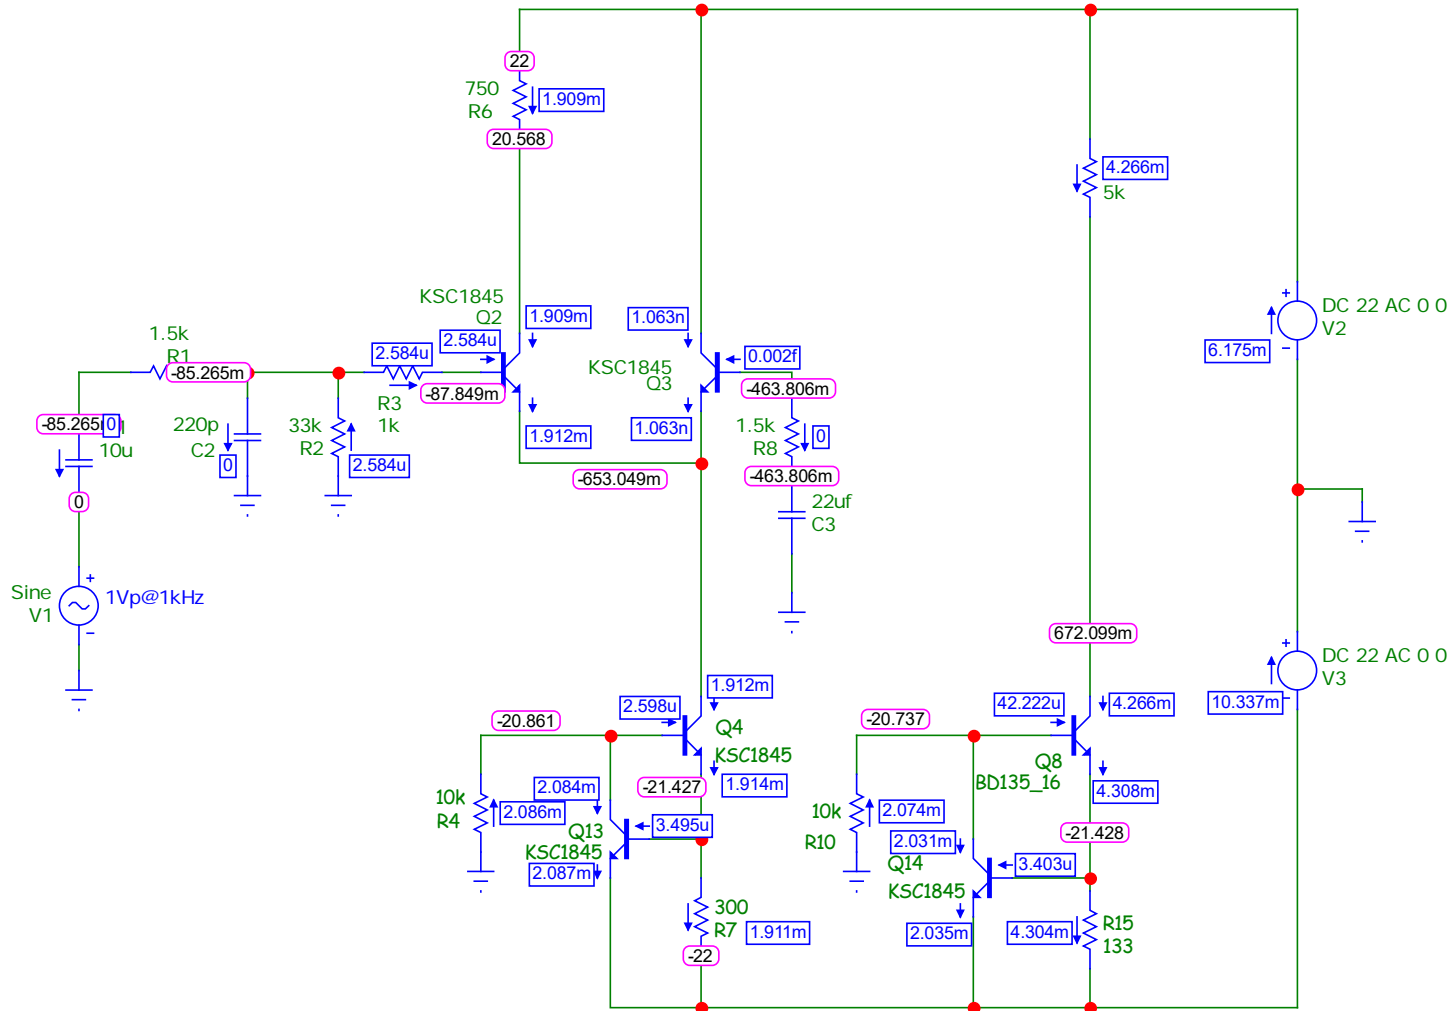 22
750
R6
1.909m
20.568
4.266m
5k
KSC1845
Q2
1.909m
1.063n
DC 22 AC 0 0
V2
6.175m
1.5k
R1
-85.265m
2.584u
2.584u
-87.849m
KSC1845
Q3
0.002f
-463.806m
R3
1k
-85.265
0
10u
220p
C2
0
33k
R2
2.584u
1.912m
1.063n
1.5k
R8
0
-653.049m
-463.806m
22uf
C3
0
Sine
V1
1Vp@1kHz
672.099m
DC 22 AC 0 0
V3
10.337m
-20.861
2.598u
1.912m
Q4
KSC1845
-20.737
42.222u
4.266m
Q8
BD135_16
-21.427
1.914m
4.308m
10k
R4
2.086m
2.084m
Q13
KSC1845
2.087m
3.495u
10k
R10
2.074m
2.031m
Q14
KSC1845
3.403u
-21.428
300
R7
1.911m
2.035m
4.304m
R15
133
-22